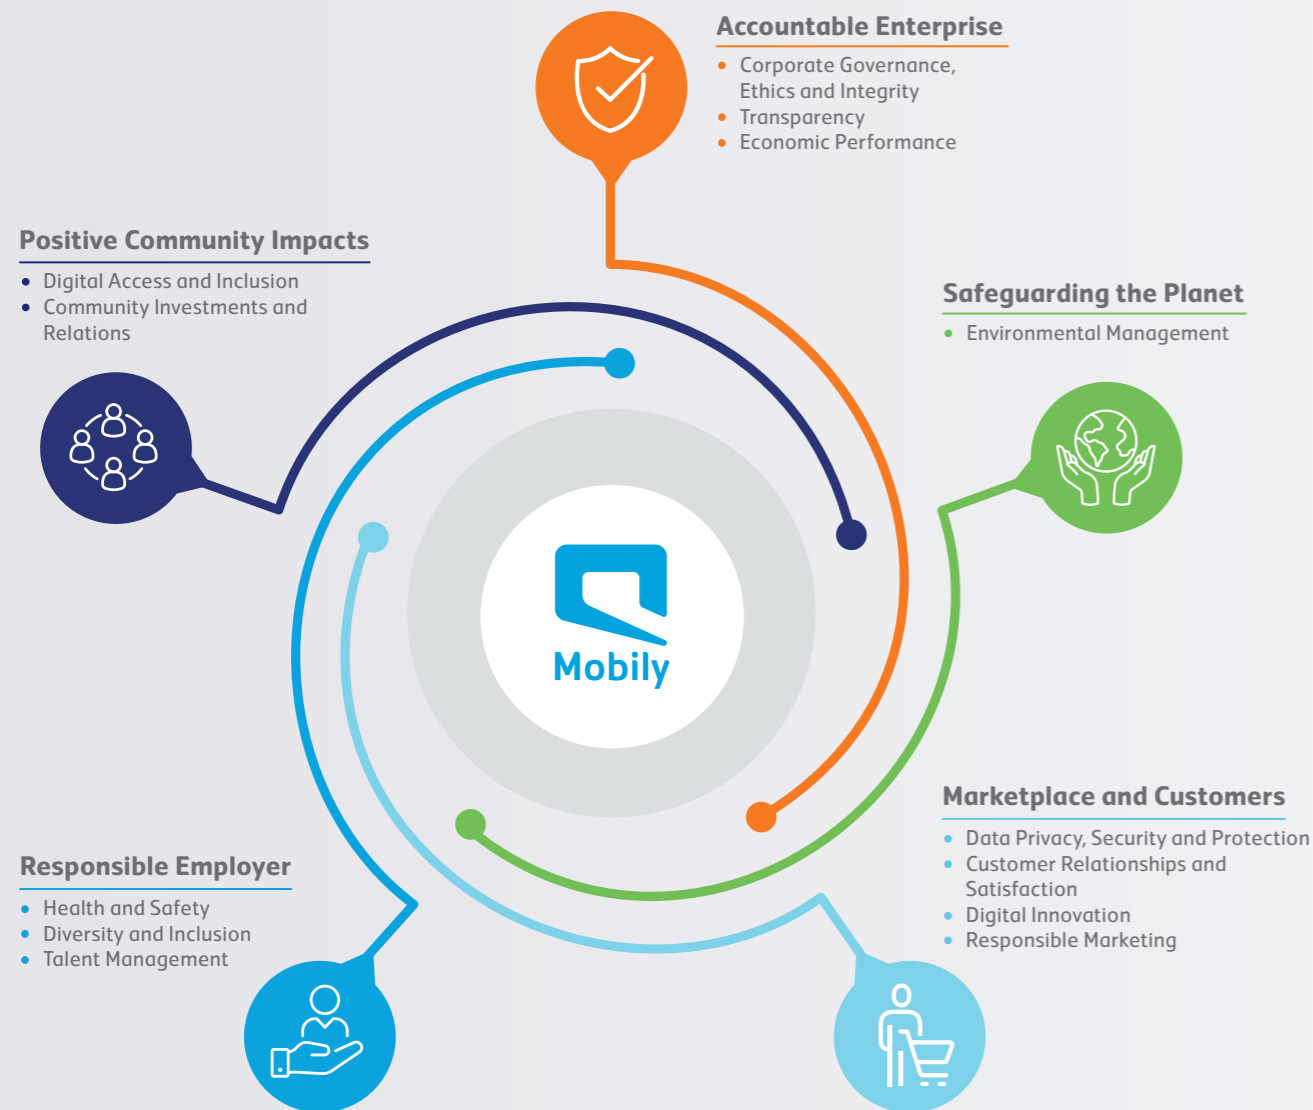 Accountable Enterprise
Corporate Governance,
Ethics and Integrity
Transparency
Economic Performance
Positive Community Impacts
Digital Access and Inclusion
Community Investments and
Relations
Safeguarding the Planet
Environmental Management
Mobily
Marketplace and Customers
Data Privacy, Security and Protection
Customer Relationships and
Satisfaction
Digital Innovation
Responsible Marketing
Responsible Employer
Health and Safety
Diversity and Inclusion
Talent Management